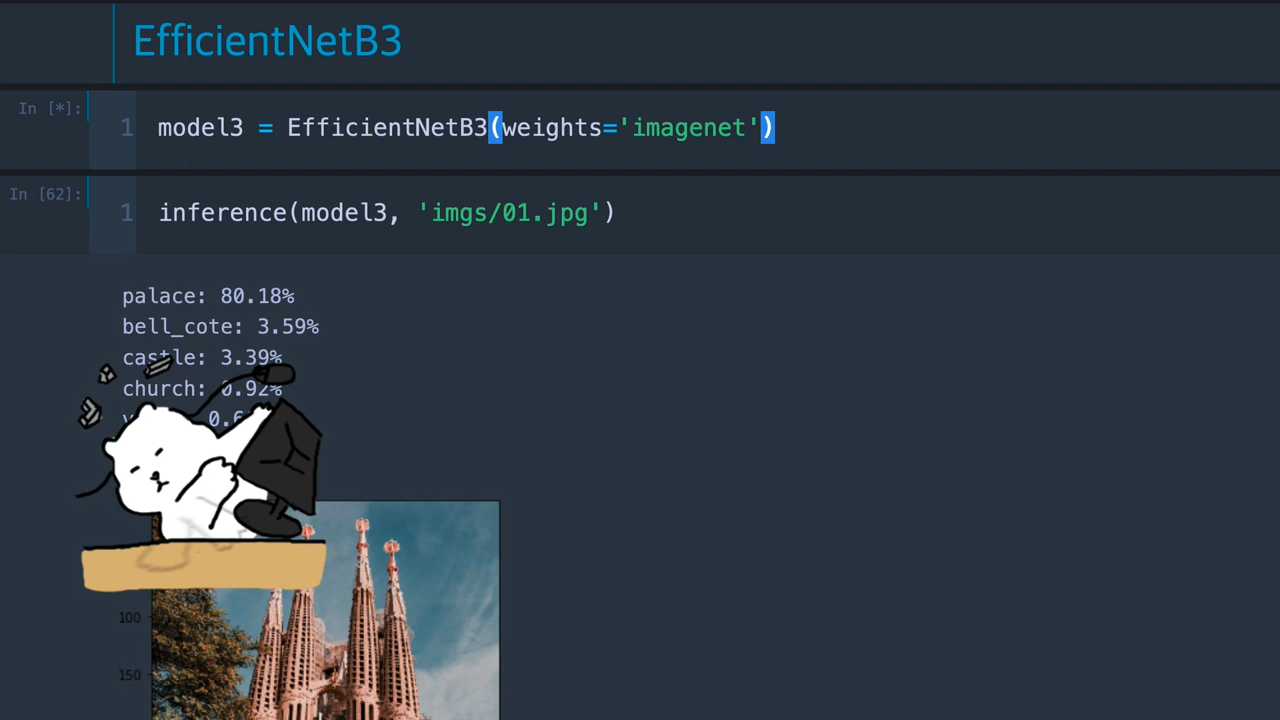 EfficientNetB3
In [*]:
1 model3 = EfficientNetB3(weights='imagenet')
In [62]:
1 inference(model3, 'imgs/01.jpg')
palace: 80.18%
bell_cote: 3.59%
castle: 3.39%
church: 0.92%
100
150